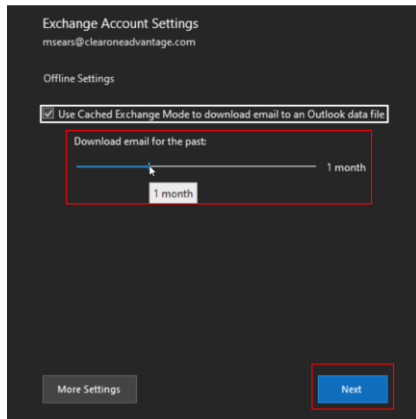 Exchange Account Settings
msears@clearoneadvantage.com
Offline Settings
Use Cached Exchange Mode to download email to an Outlook data file
Download email for the past:
1 month
1 month
More Settings
Next